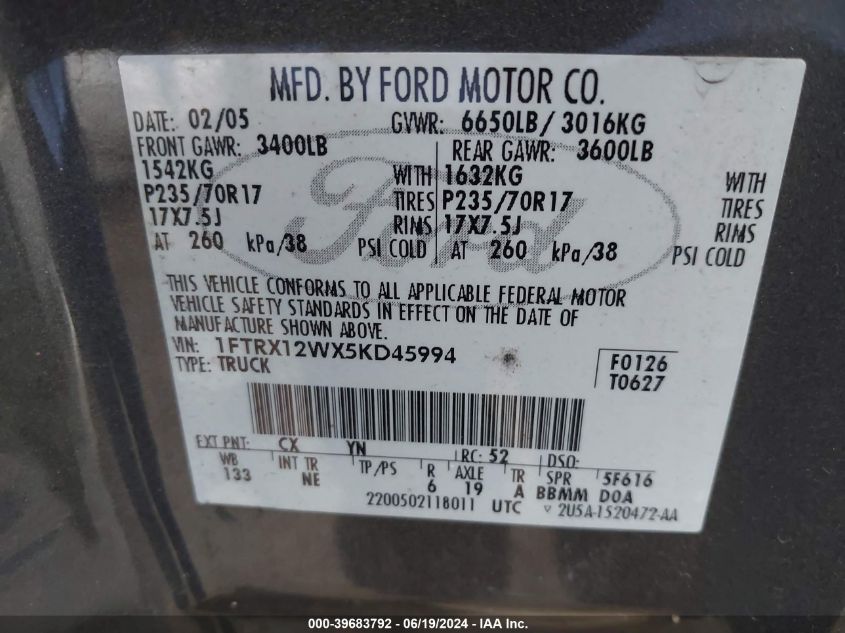 MFD. BY FORD MOTOR CO.
DATE: 02/05 GVWR: 6650LB/ 3016KG
FRONT GAWR: 3400LB REAR GAWR: 3600LB
1542KG WITH 1632KG WITH
P235/70R17 TIRES P235/70R17 TIRES
17X7.5J RIMS 17X7.5J RIMS
AT 260 kPa/38 PSI COLD AT 260 kPa/38 PSI COLD
Ford
THIS VEHICLE CONFORMS TO ALL APPLICABLE FEDERAL MOTOR
VEHICLE SAFETY STANDARDS IN EFFECT ON THE DATE OF
MANUFACTURE SHOWN ABOVE.
VIN: 1FTRX12WX5KD45994 F0126
TYPE: TRUCK T0627
EXT PNT: CX YN RC: 52 DSO:
WB INT TR TP/PS R AXLE TR SPR 5F616
133 NE 6 19 A BBMM DOA
2200502118011 UTC ▿ 2U5A-1520472-AA
000-39683792 / 06/19/2024 - IAA Inc.